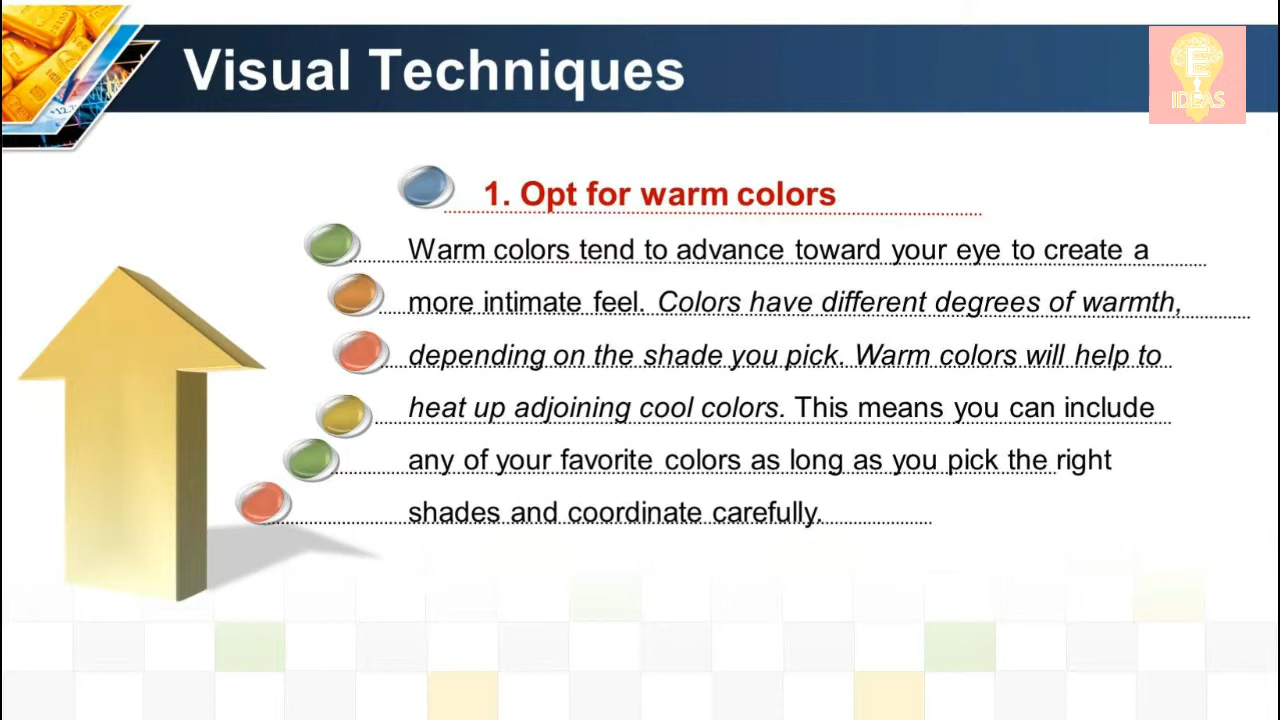 Visual Techniques
E
IDEAS
1. Opt for warm colors
Warm colors tend to advance toward your eye to create a
more intimate feel. Colors have different degrees of warmth,
depending on the shade you pick. Warm colors will help to
heat up adjoining cool colors. This means you can include
any of your favorite colors as long as you pick the right
shades and coordinate carefully.